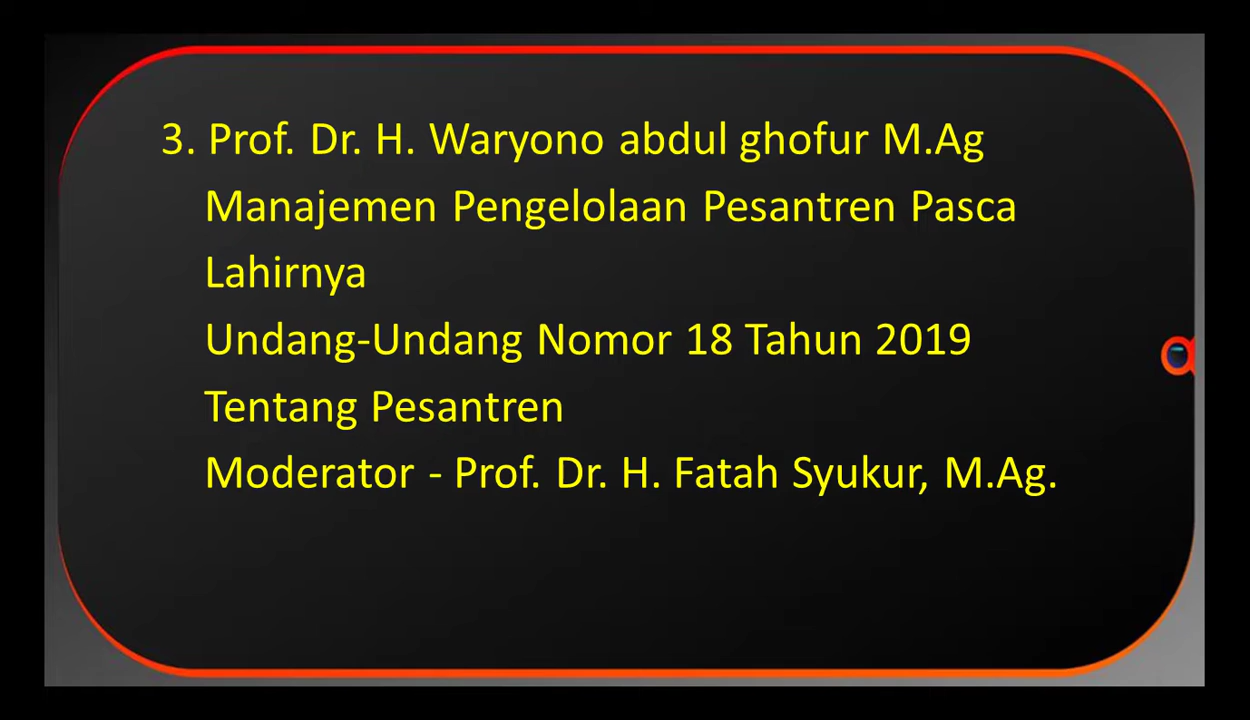 3. Prof. Dr. H. Waryono abdul ghofur M.Ag
Manajemen Pengelolaan Pesantren Pasca
Lahirnya
Undang-Undang Nomor 18 Tahun 2019
Tentang Pesantren
Moderator - Prof. Dr. H. Fatah Syukur, M.Ag.